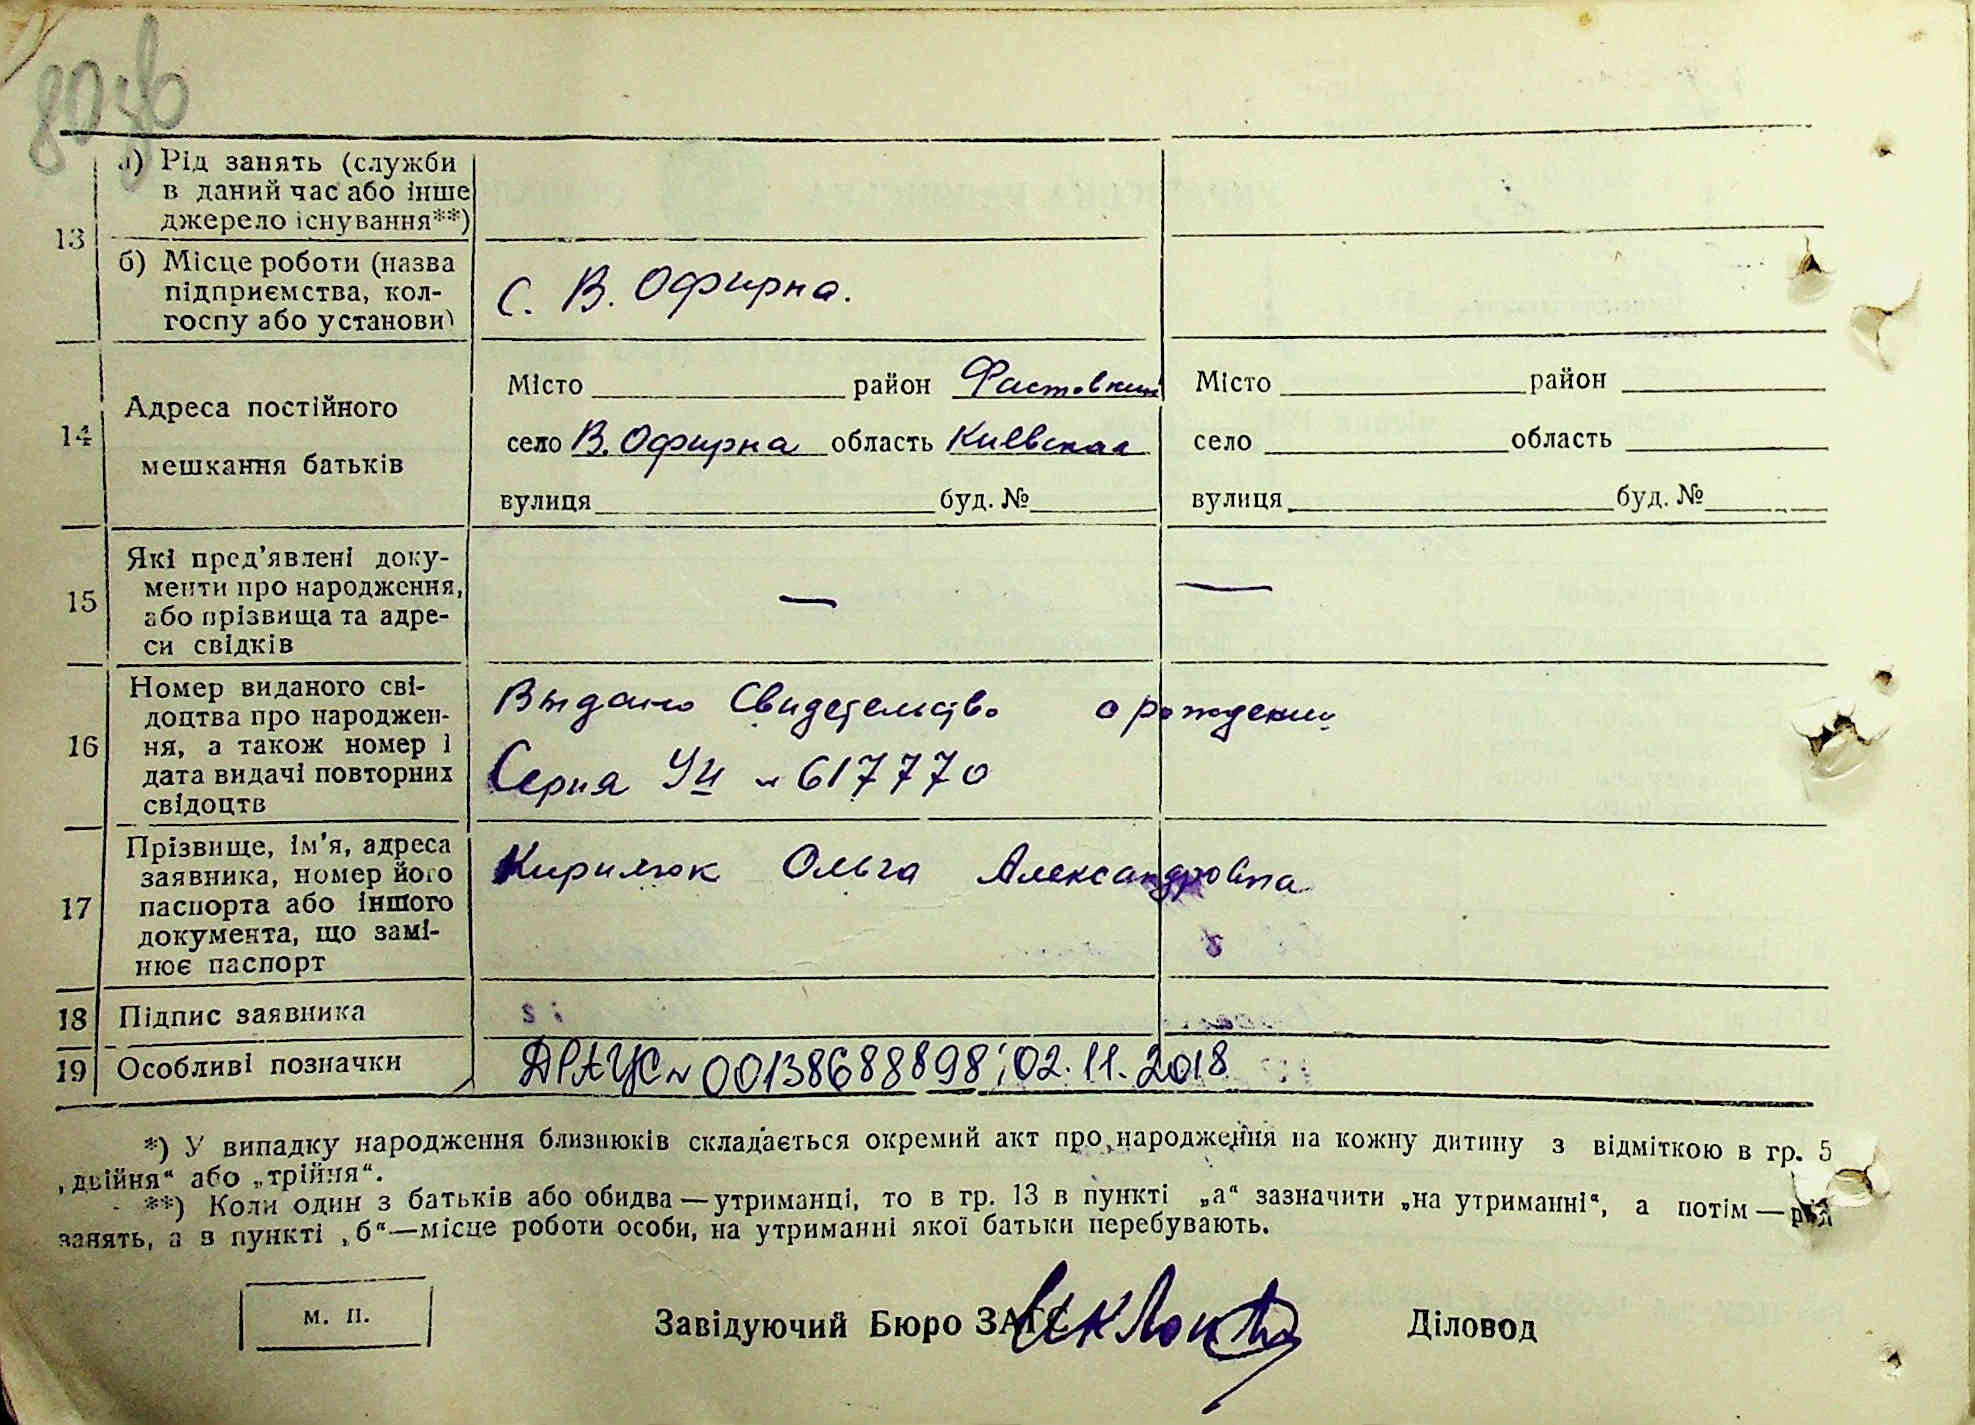 803б
13
а) Рід занять (служби
в даний час або інше
джерело існування**)
б) Місце роботи (назва
підприємства, кол-
госпу або установи)
С. В. Офирна.
14
Адреса постійного
мешкання батьків
Місто район Фастовский
село В. Офирна область Киевская
вулиця буд. №
Місто район
село область
вулиця буд. №
15
Які пред'явлені доку-
менти про народження,
або прізвища та адре-
си свідків
—
—
16
Номер виданого сві-
доцтва про народжен-
ня, а також номер і
дата видачі повторних
свідоцтв
Выдано Свидетельство о рождении
Серия УЦ № 617770
17
Прізвище, ім'я, адреса
заявника, номер його
паспорта або іншого
документа, що замі-
нює паспорт
Кирилюк Ольга Александровна
18
Підпис заявника
19
Особливі позначки
ДРАЦС № 00138688898; 02.11.2018
*) У випадку народження близнюків складається окремий акт про народження на кожну дитину з відміткою в гр. 5
„двійня“ або „трійня“.
**) Коли один з батьків або обидва — утриманці, то в гр. 13 в пункті „а“ зазначити „на утриманні“, а потім — рід
занять, а в пункті „б“ — місце роботи особи, на утриманні якої батьки перебувають.
м. п.
Завідуючий Бюро ЗАГС
Діловод